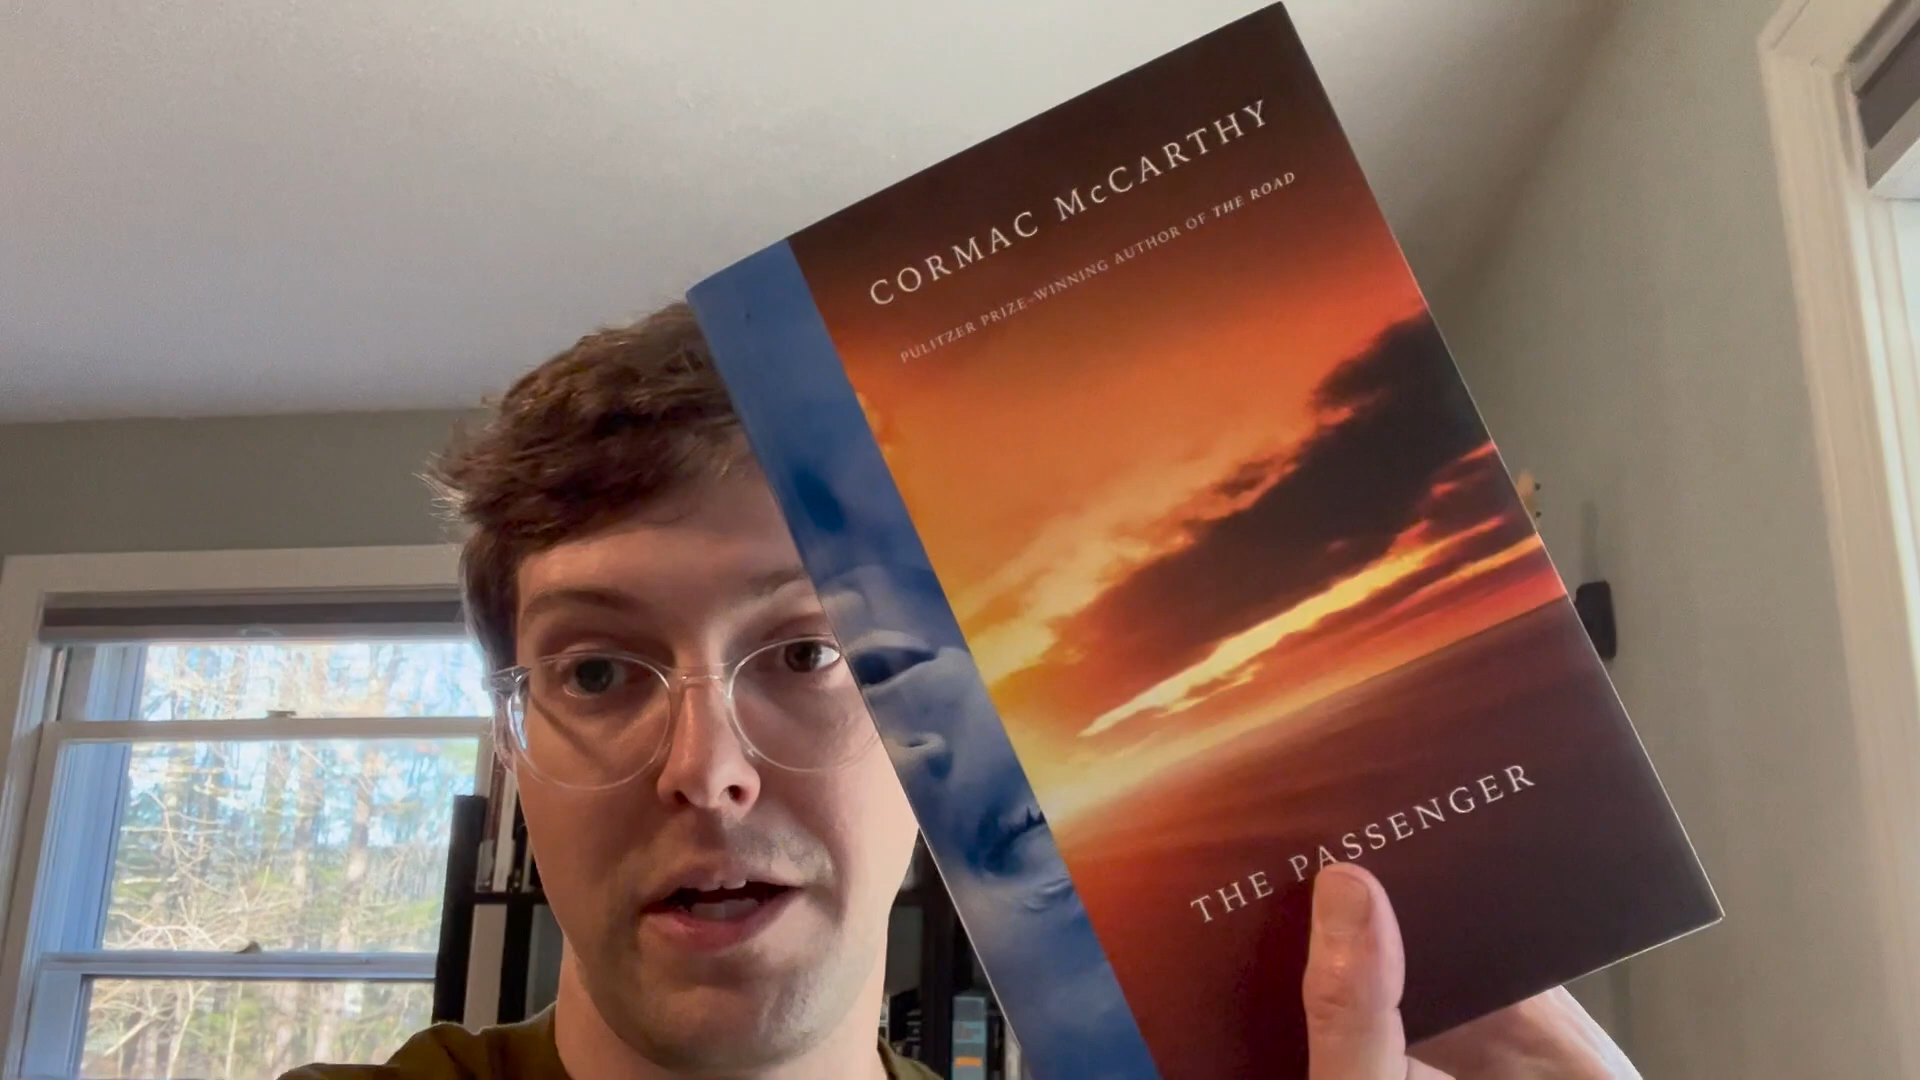 CORMAC McCARTHY
PULITZER PRIZE–WINNING AUTHOR OF THE ROAD
THE PASSENGER